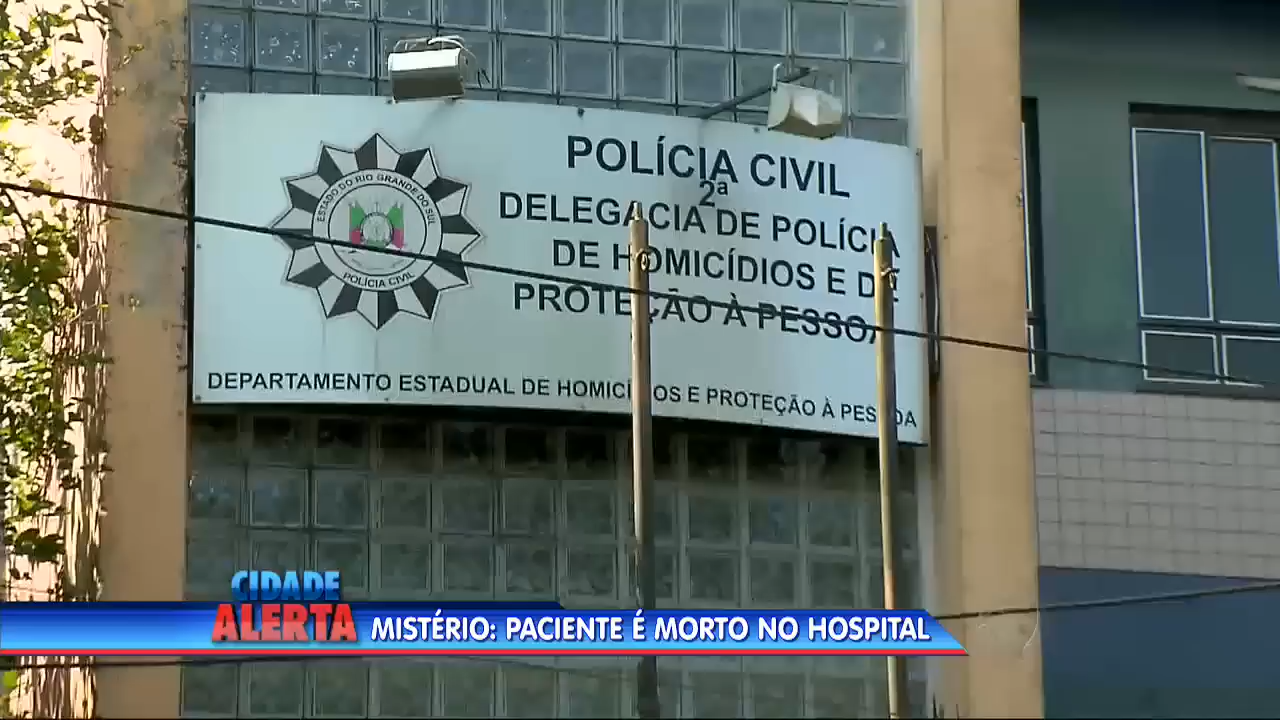 POLÍCIA CIVIL
2ª
DELEGACIA DE POLÍCIA
DE HOMICÍDIOS E DE
PROTEÇÃO À PESSOA
ESTADO DO RIO GRANDE DO SUL
POLÍCIA CIVIL
DEPARTAMENTO ESTADUAL DE HOMICÍDIOS E PROTEÇÃO À PESSOA
CIDADE
ALERTA
MISTÉRIO: PACIENTE É MORTO NO HOSPITAL